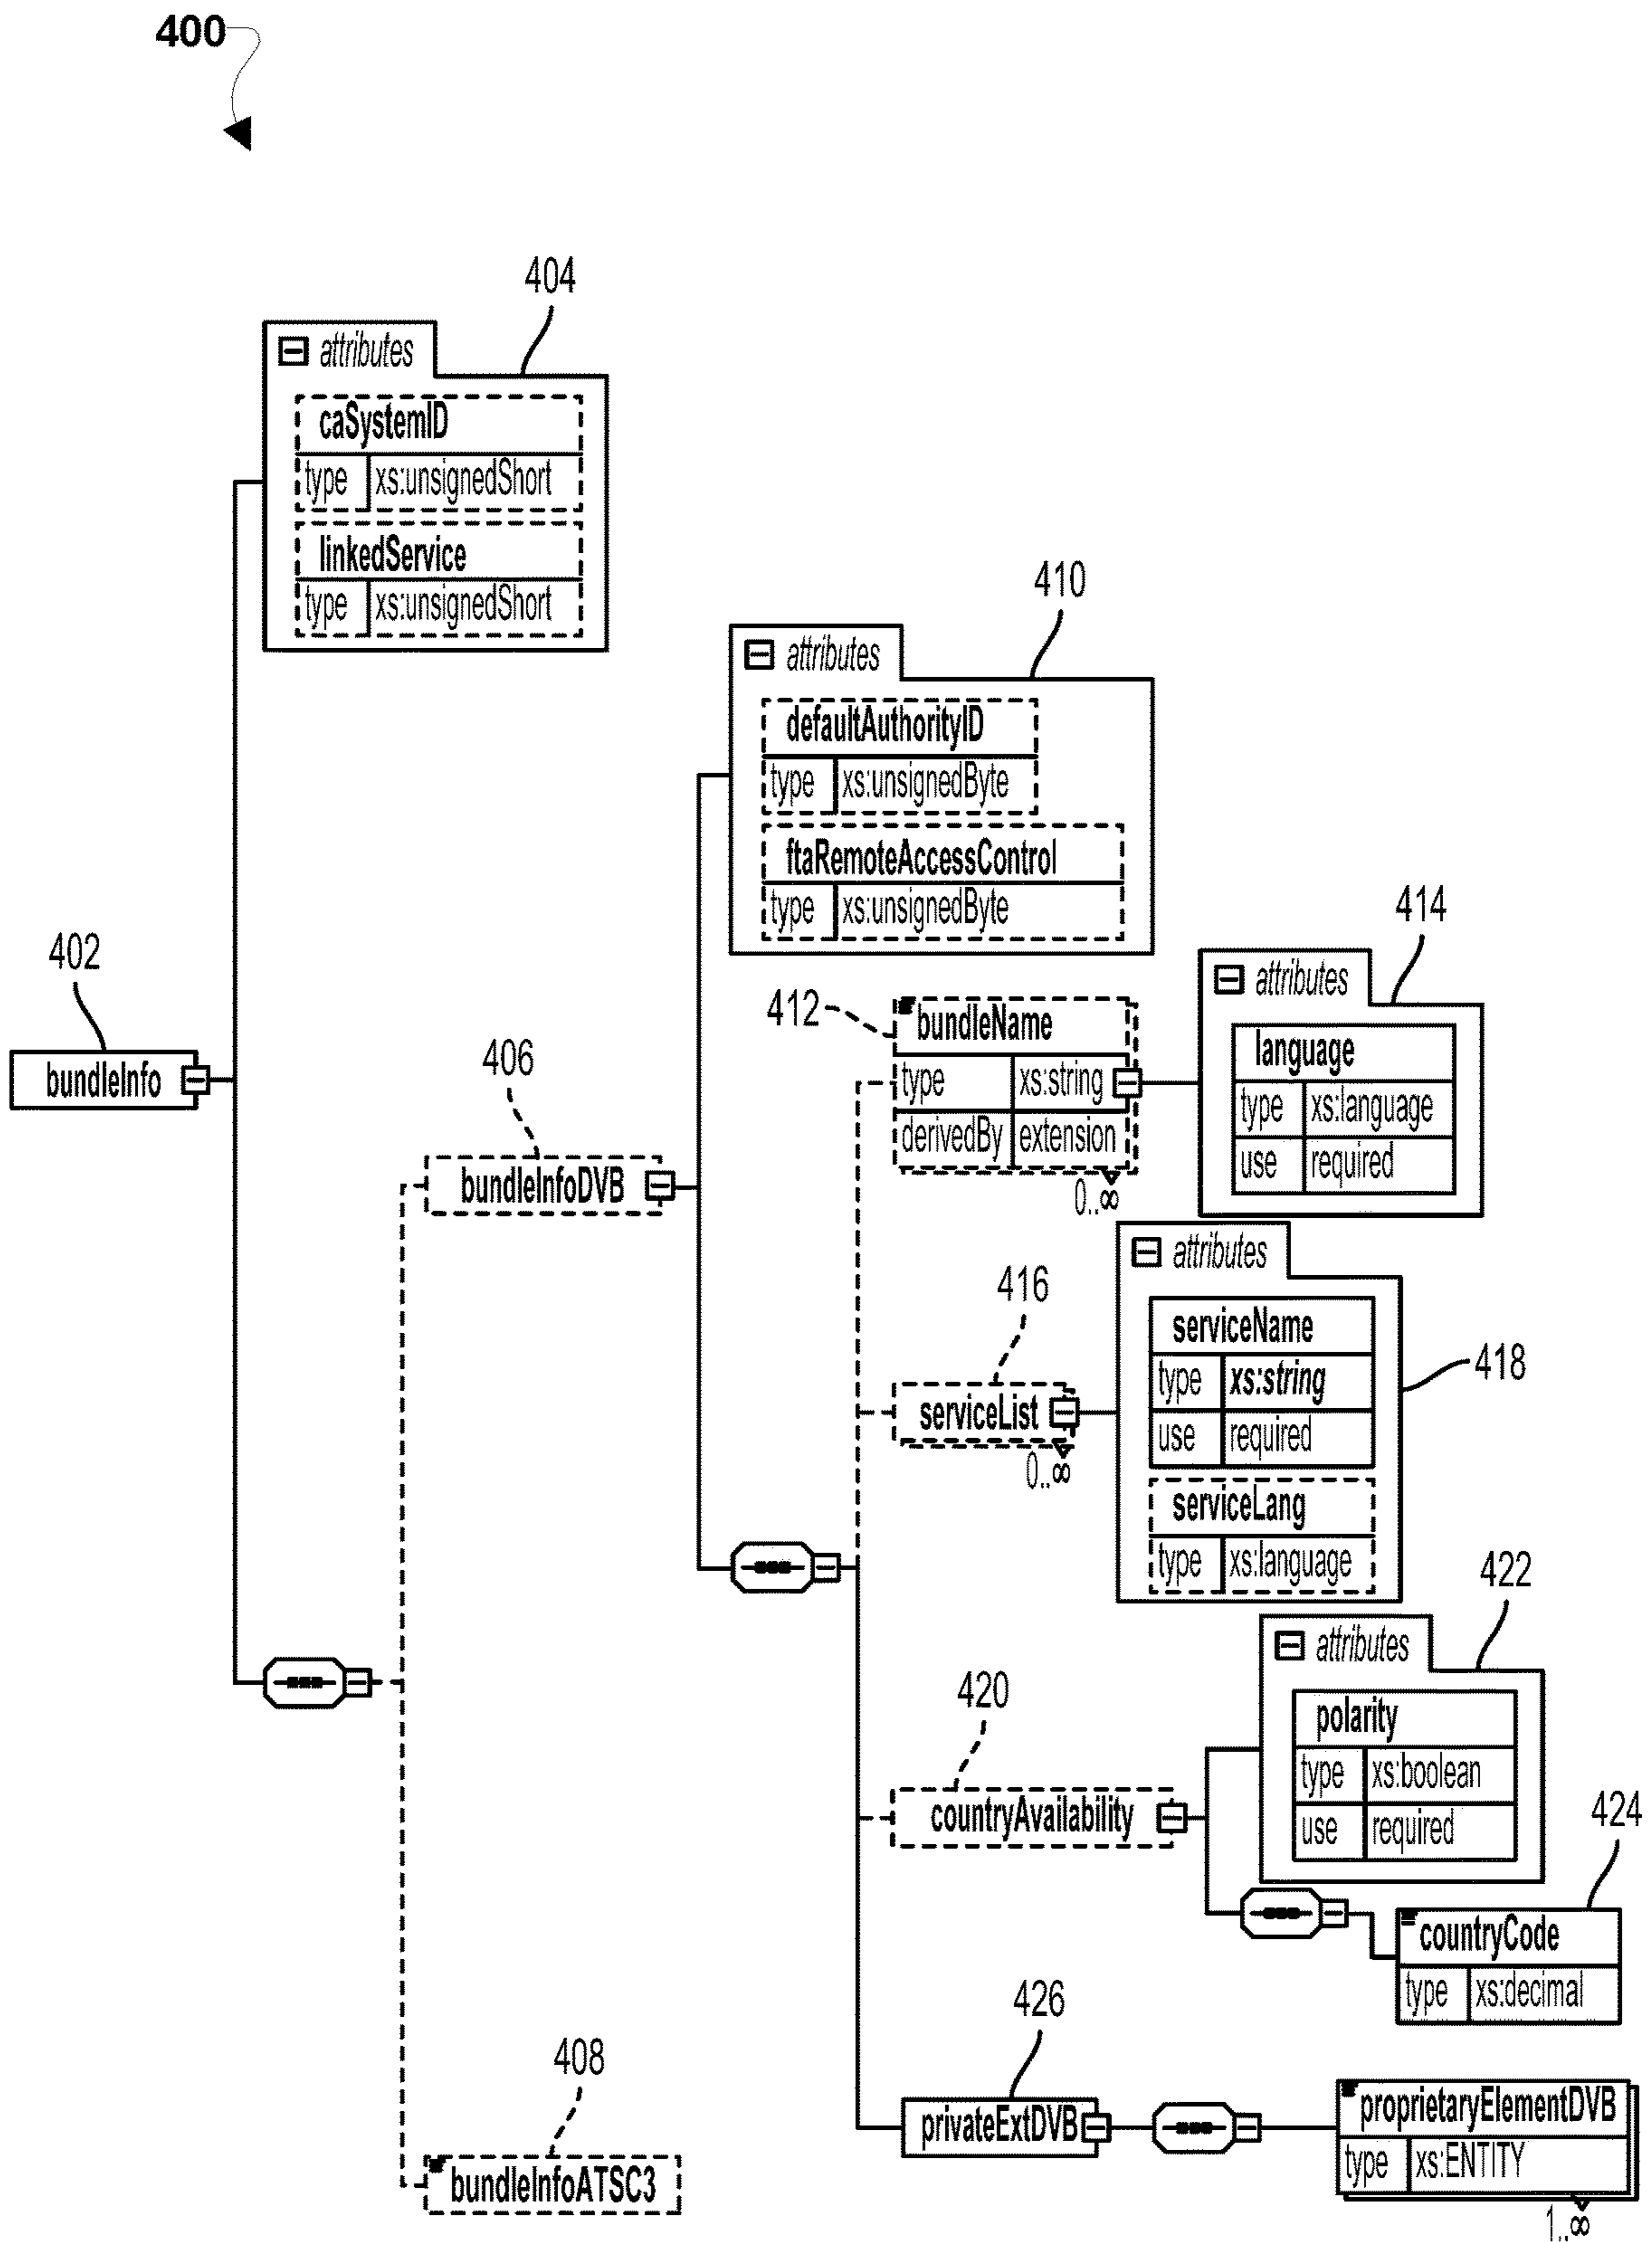 400
404
attributes
caSystemID
type xs:unsignedShort
linkedService
type xs:unsignedShort
410
attributes
defaultAuthorityID
type xs:unsignedByte
ftaRemoteAccessControl
type xs:unsignedByte
402
bundleInfo
406
bundleInfoDVB
412
bundleName
type xs:string
derivedBy extension
0..∞
414
attributes
language
type xs:language
use required
416
serviceList
0..∞
attributes
serviceName
type xs:string
use required
serviceLang
type xs:language
418
420
countryAvailability
422
attributes
polarity
type xs:boolean
use required
424
countryCode
type xs:decimal
426
privateExtDVB
proprietaryElementDVB
type xs:ENTITY
1..∞
408
bundleInfoATSC3